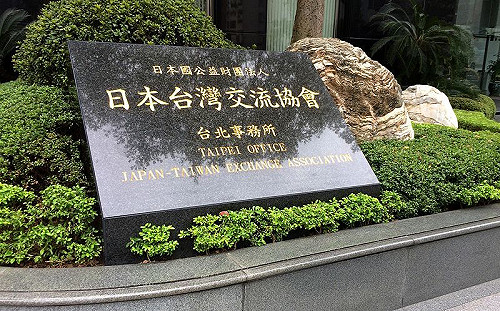 日本國公益財團法人
日本台灣交流協會
台北事務所
TAIPEI OFFICE
JAPAN-TAIWAN EXCHANGE ASSOCIATION